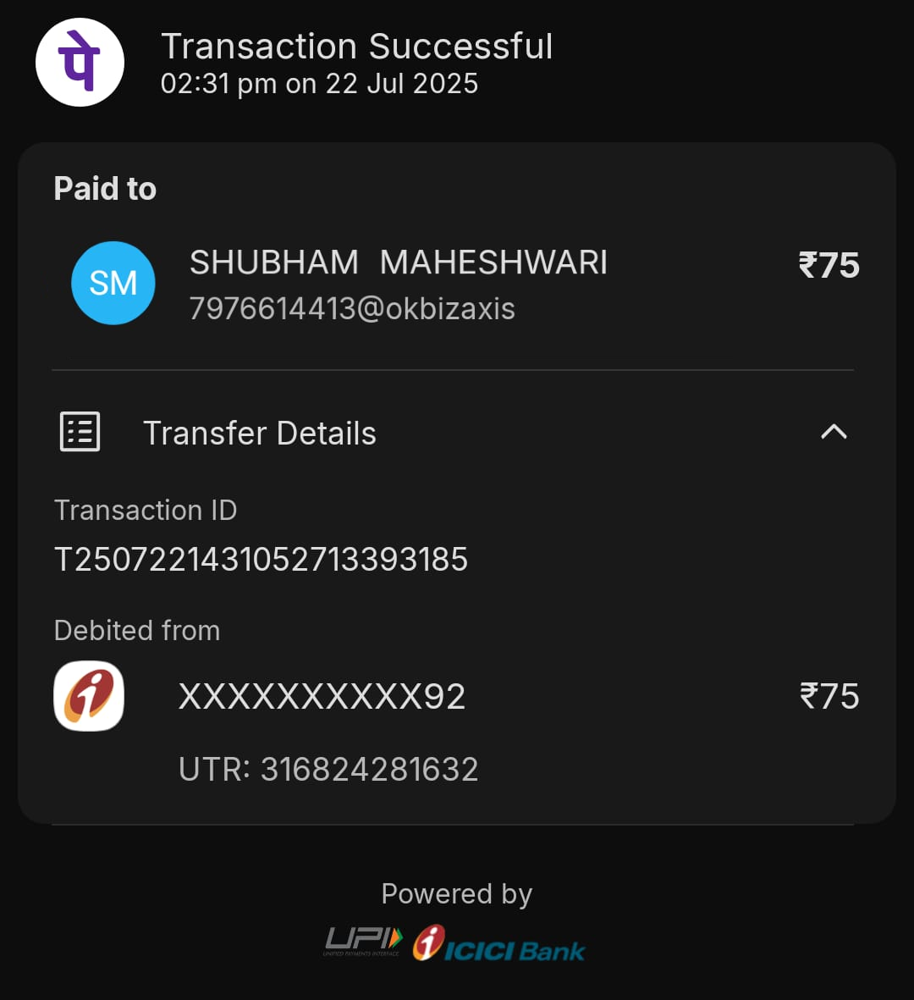 पे
Transaction Successful
02:31 pm on 22 Jul 2025
Paid to
SM
SHUBHAM  MAHESHWARI
₹75
7976614413@okbizaxis
Transfer Details
Transaction ID
T2507221431052713393185
Debited from
XXXXXXXXXX92
₹75
UTR: 316824281632
Powered by
UPI
UNIFIED PAYMENTS INTERFACE
ICICI Bank